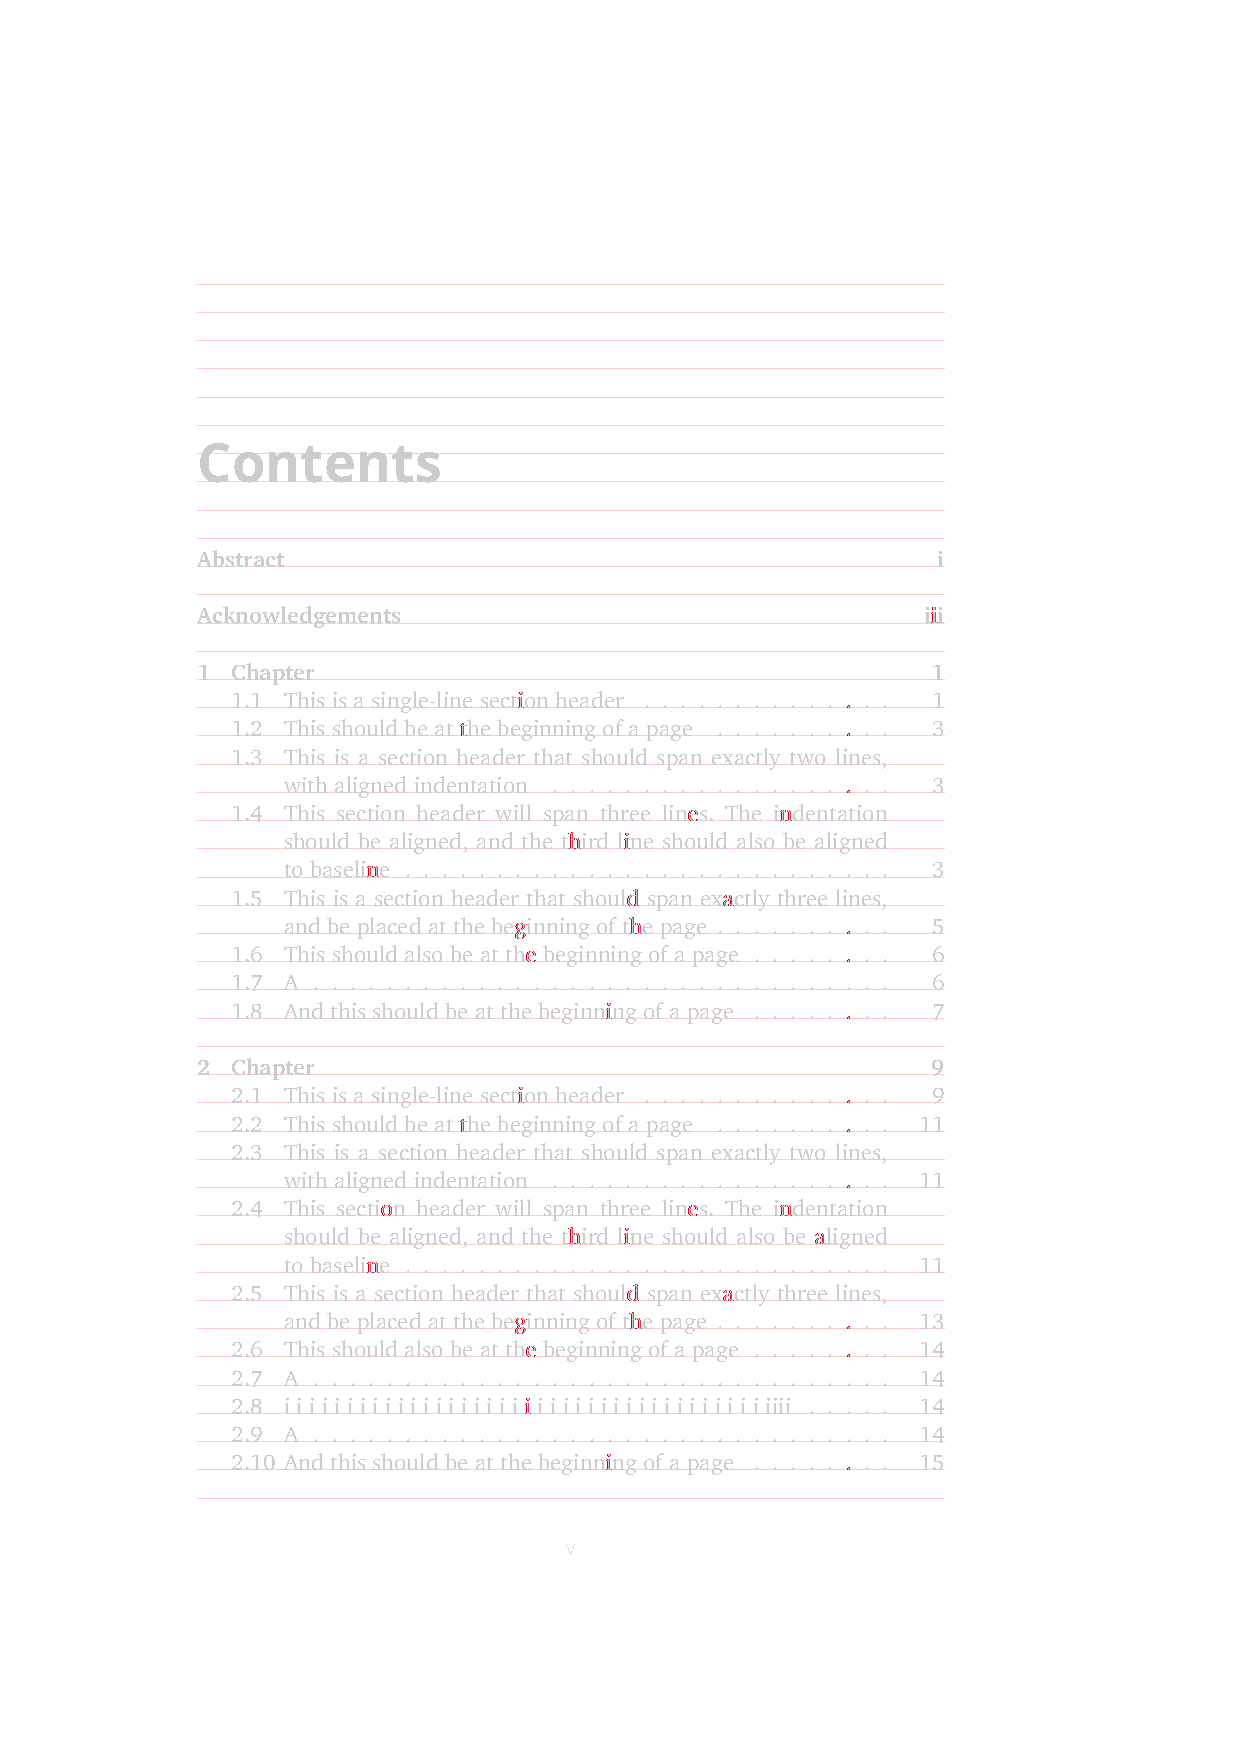 Contents
Abstract i
Acknowledgements iii
1 Chapter 1
1.1 This is a single-line section header . . . . . . . . . . . . . . 1
1.2 This should be at the beginning of a page . . . . . . . . . . 3
1.3 This is a section header that should span exactly two lines,
with aligned indentation . . . . . . . . . . . . . . . . . . . 3
1.4 This section header will span three lines. The indentation
should be aligned, and the third line should also be aligned
to baseline . . . . . . . . . . . . . . . . . . . . . . . . . . . 3
1.5 This is a section header that should span exactly three lines,
and be placed at the beginning of the page . . . . . . . . . . 5
1.6 This should also be at the beginning of a page . . . . . . . . 6
1.7 A . . . . . . . . . . . . . . . . . . . . . . . . . . . . . . . . 6
1.8 And this should be at the beginning of a page . . . . . . . . 7
2 Chapter 9
2.1 This is a single-line section header . . . . . . . . . . . . . . 9
2.2 This should be at the beginning of a page . . . . . . . . . . 11
2.3 This is a section header that should span exactly two lines,
with aligned indentation . . . . . . . . . . . . . . . . . . . 11
2.4 This section header will span three lines. The indentation
should be aligned, and the third line should also be aligned
to baseline . . . . . . . . . . . . . . . . . . . . . . . . . . . 11
2.5 This is a section header that should span exactly three lines,
and be placed at the beginning of the page . . . . . . . . . . 13
2.6 This should also be at the beginning of a page . . . . . . . . 14
2.7 A . . . . . . . . . . . . . . . . . . . . . . . . . . . . . . . . 14
2.8 i i i i i i i i i i i i i i i i i i i i i i i i i i i i i i i i i i i i i i i iiii . . . . . 14
2.9 A . . . . . . . . . . . . . . . . . . . . . . . . . . . . . . . . 14
2.10 And this should be at the beginning of a page . . . . . . . . 15
v